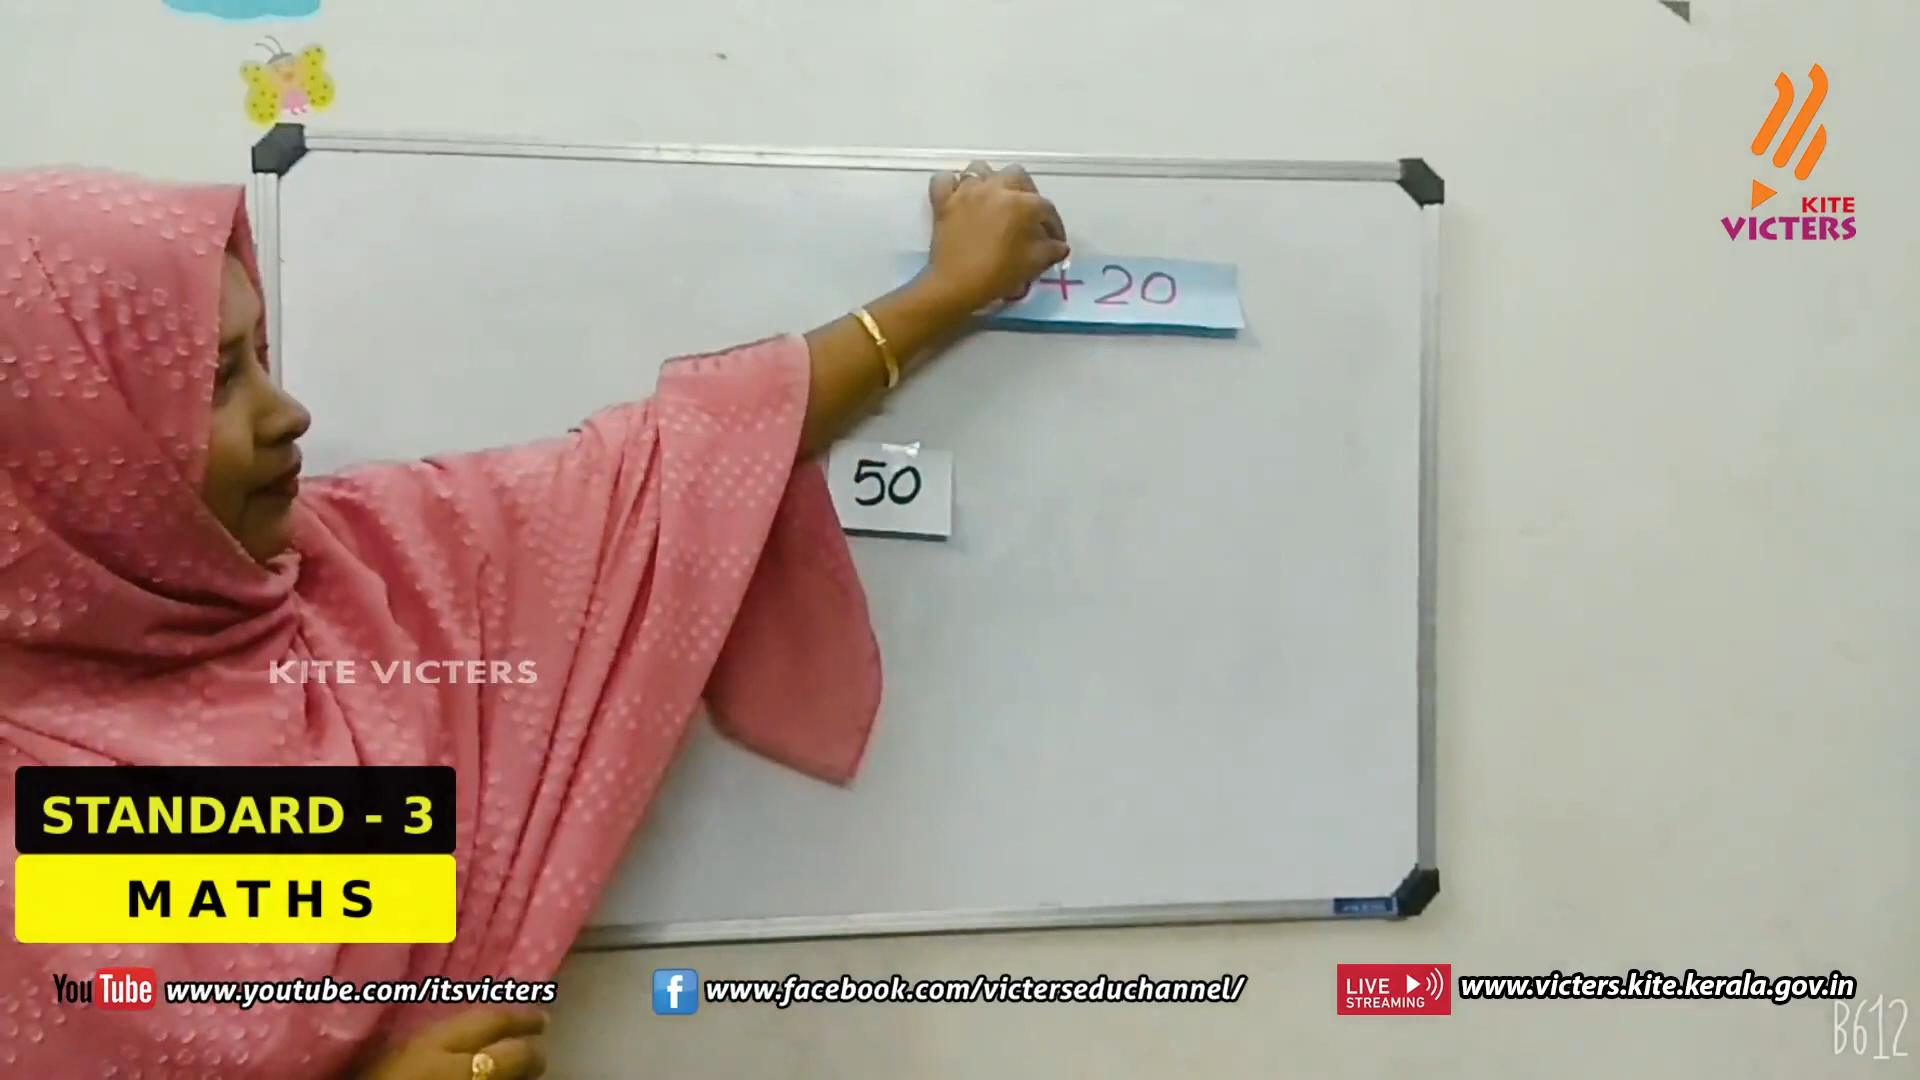 KITE
VICTERS
+ 20
50
KITE VICTERS
STANDARD - 3
MATHS
YouTube www.youtube.com/itsvicters
f www.facebook.com/victerseduchannel/
LIVE
STREAMING
www.victers.kite.kerala.gov.in
B612